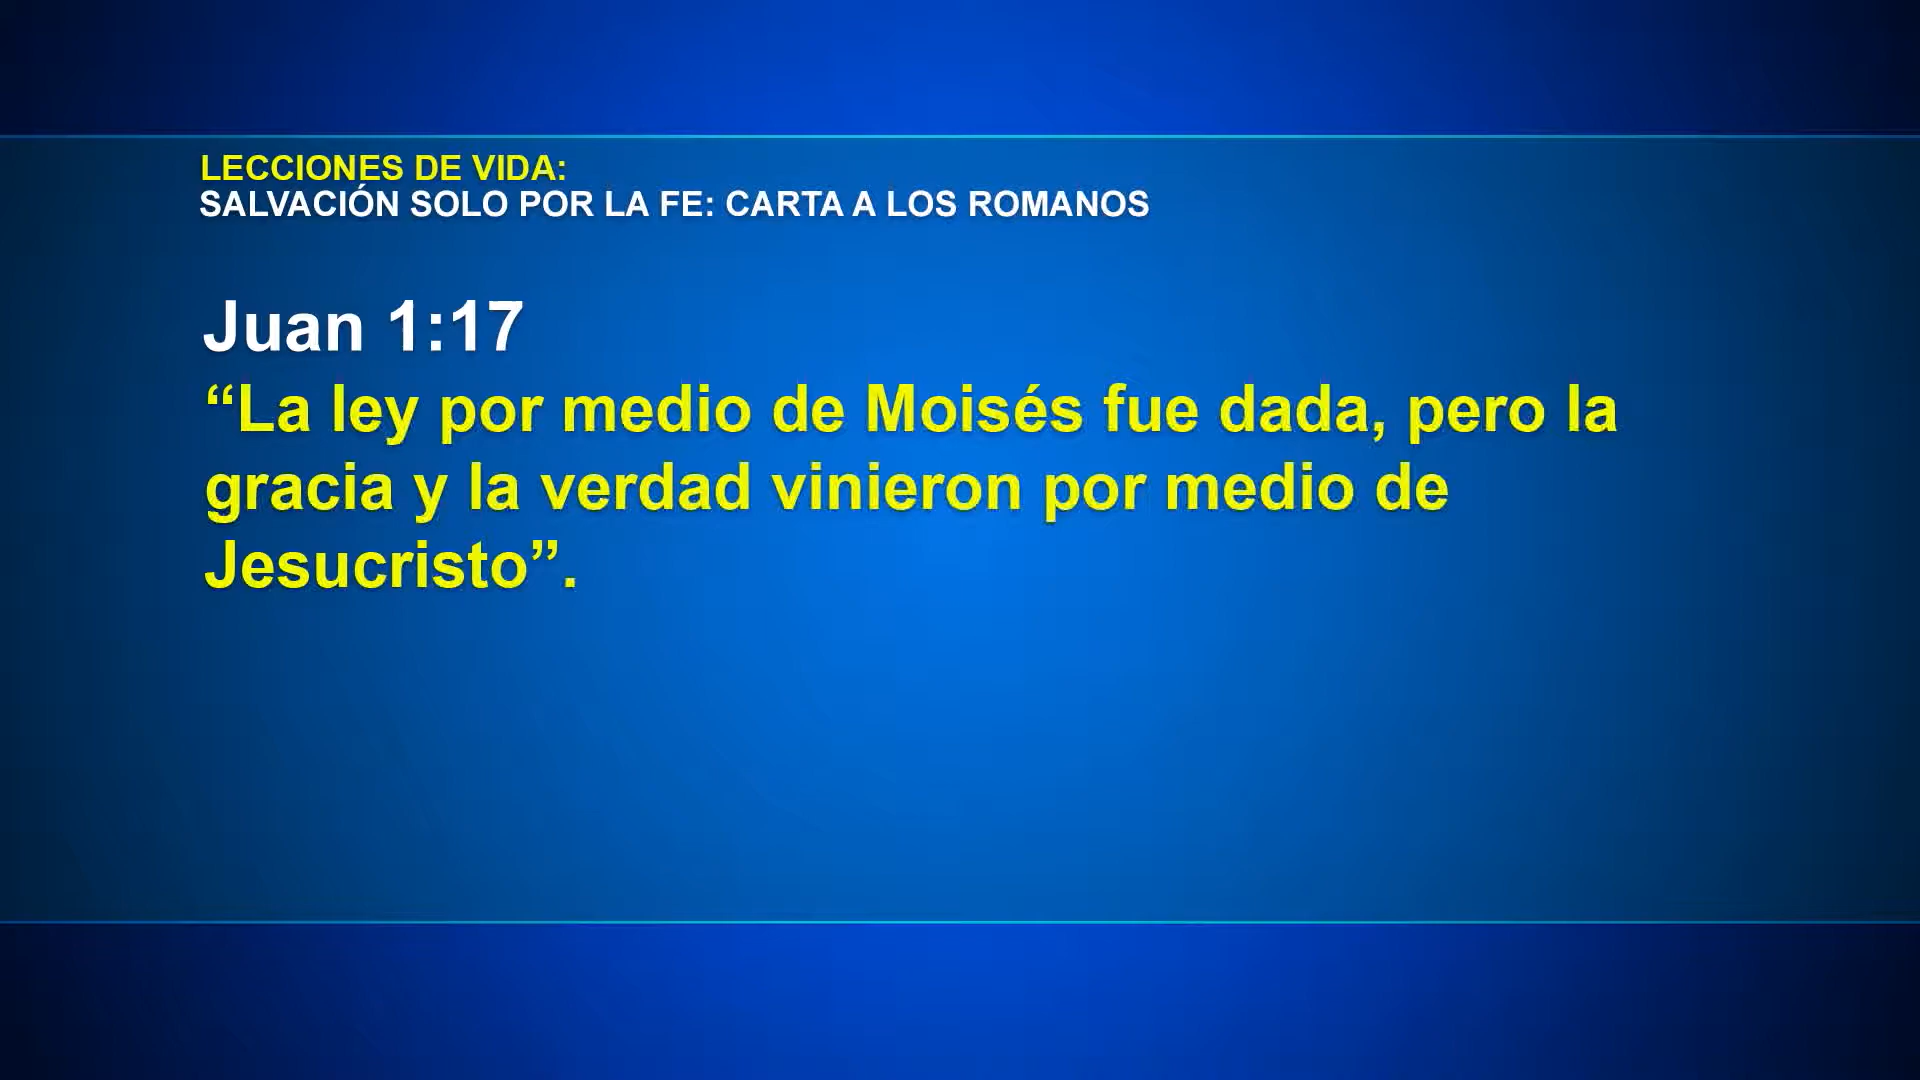 LECCIONES DE VIDA:
SALVACIÓN SOLO POR LA FE: CARTA A LOS ROMANOS
Juan 1:17
“La ley por medio de Moisés fue dada, pero la
gracia y la verdad vinieron por medio de
Jesucristo”.